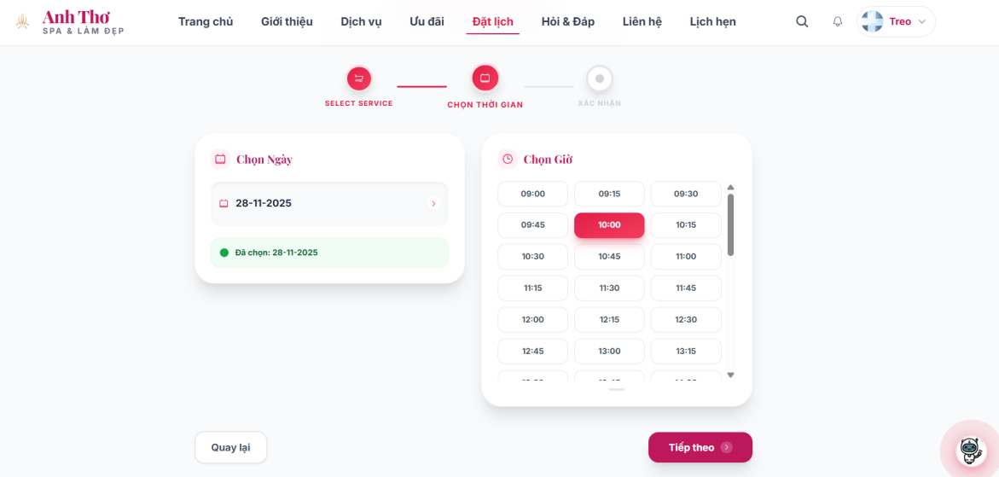 Anh Thơ
SPA & LÀM ĐẸP
Trang chủ Giới thiệu Dịch vụ Ưu đãi Đặt lịch Hỏi & Đáp Liên hệ Lịch hẹn
Treo
SELECT SERVICE
CHỌN THỜI GIAN
XÁC NHẬN
Chọn Ngày
28-11-2025
Đã chọn: 28-11-2025
Chọn Giờ
09:00 09:15 09:30
09:45 10:00 10:15
10:30 10:45 11:00
11:15 11:30 11:45
12:00 12:15 12:30
12:45 13:00 13:15
Quay lại
Tiếp theo